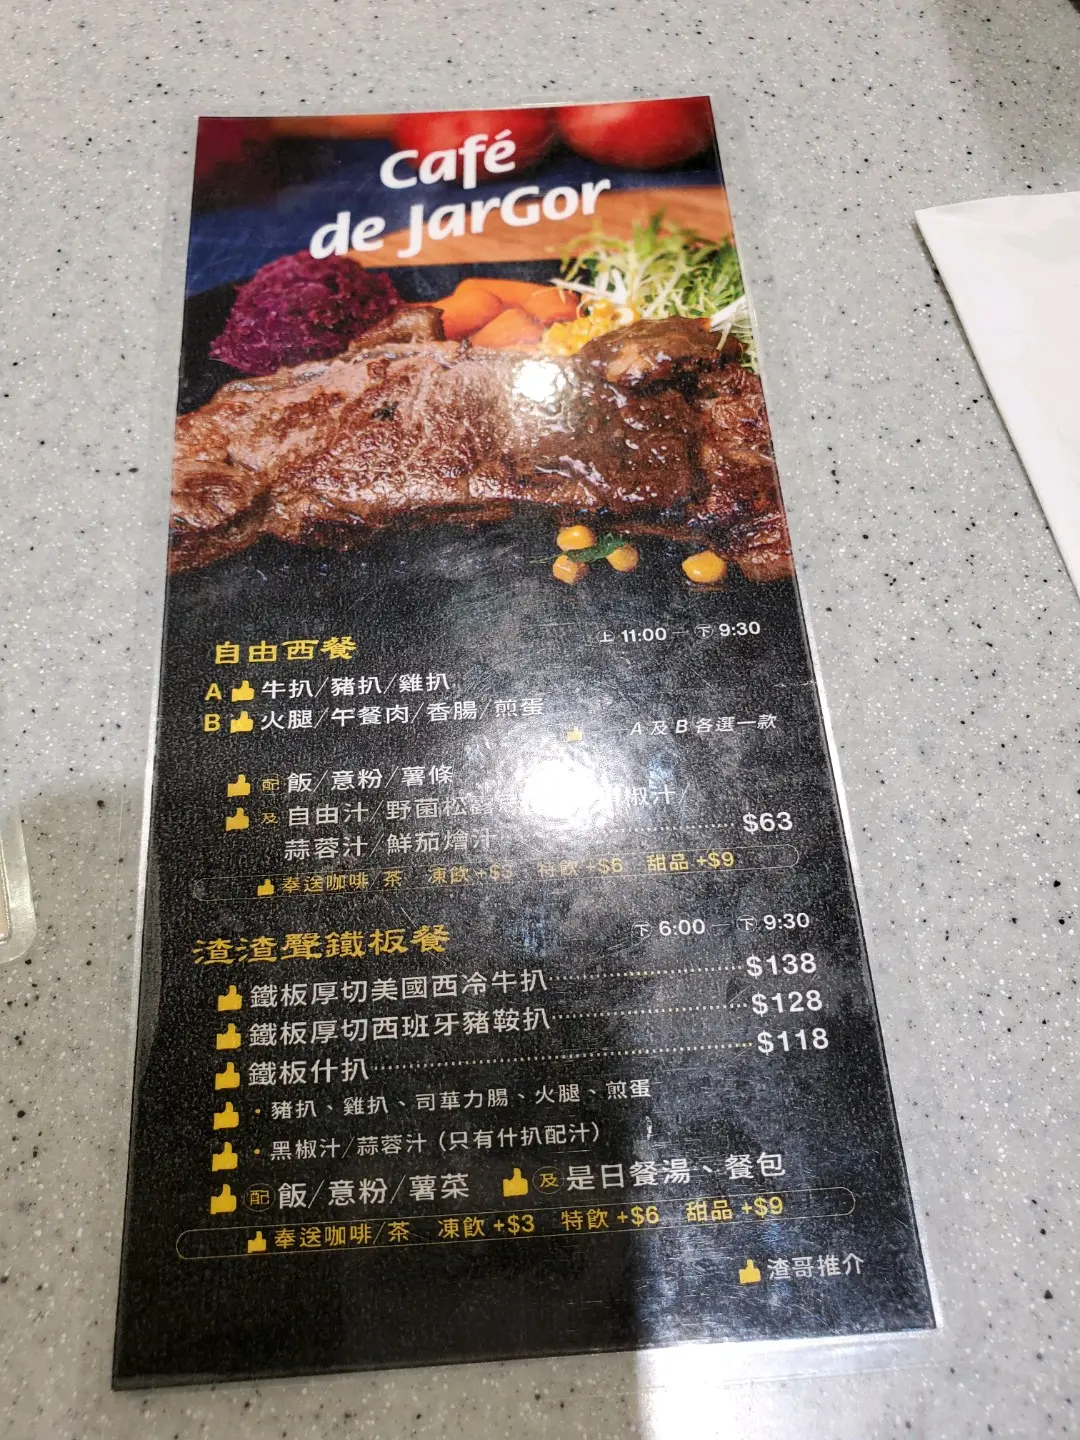 Café
de JarGor
自由西餐
上 11:00 — 下 9:30
A 牛扒/豬扒/雞扒
B 火腿/午餐肉/香腸/煎蛋
A 及 B 各選一款
配 飯/意粉/薯條
及 自由汁/野菌松 椒汁/
蒜蓉汁/鮮茄燴汁 $63
奉送咖啡/茶 凍飲 +$3 特飲 +$6 甜品 +$9
渣渣聲鐵板餐
下 6:00 — 下 9:30
鐵板厚切美國西冷牛扒 $138
鐵板厚切西班牙豬鞍扒 $128
鐵板什扒 $118
· 豬扒、雞扒、司華力腸、火腿、煎蛋
· 黑椒汁/蒜蓉汁 (只有什扒配汁)
配 飯/意粉/薯菜 及 是日餐湯、餐包
奉送咖啡/茶 凍飲 +$3 特飲 +$6 甜品 +$9
渣哥推介